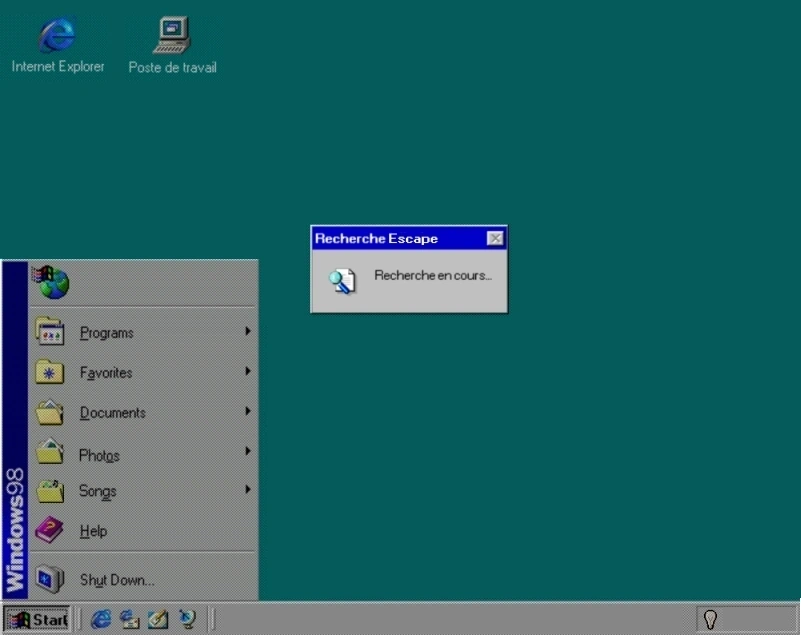 Internet Explorer
Poste de travail
Recherche Escape
Recherche en cours...
Programs
Favorites
Documents
Photos
Songs
Help
Shut Down...
Windows98
Start